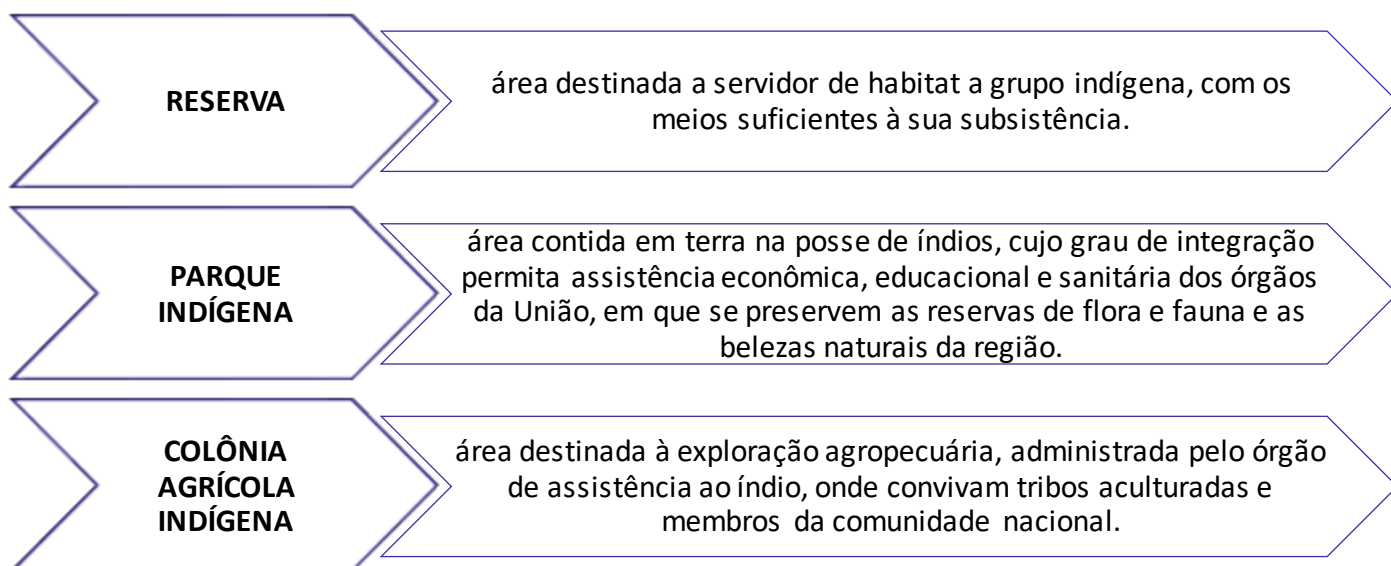 RESERVA
área destinada a servidor de habitat a grupo indígena, com os
meios suficientes à sua subsistência.
PARQUE
INDÍGENA
área contida em terra na posse de índios, cujo grau de integração
permita assistência econômica, educacional e sanitária dos órgãos
da União, em que se preservem as reservas de flora e fauna e as
belezas naturais da região.
COLÔNIA
AGRÍCOLA
INDÍGENA
área destinada à exploração agropecuária, administrada pelo órgão
de assistência ao índio, onde convivam tribos aculturadas e
membros da comunidade nacional.